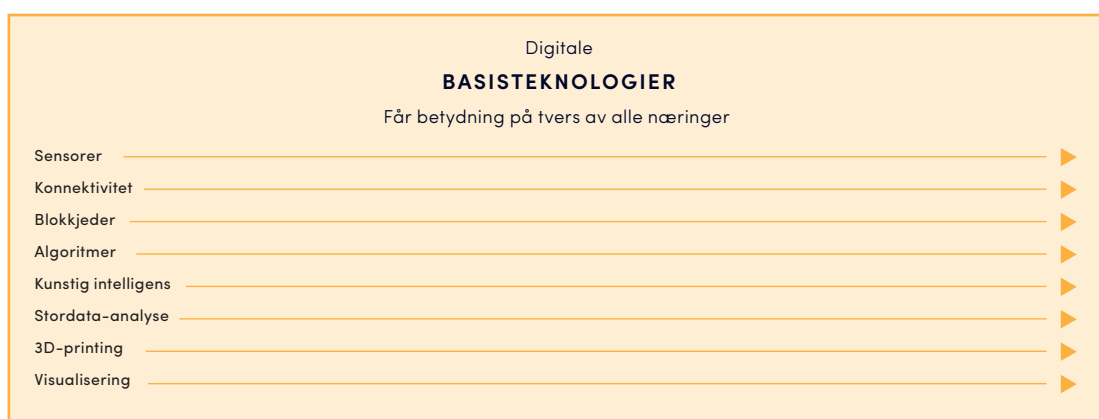 Digitale
BASISTEKNOLOGIER
Får betydning på tvers av alle næringer
Sensorer
Konnektivitet
Blokkjeder
Algoritmer
Kunstig intelligens
Stordata-analyse
3D-printing
Visualisering